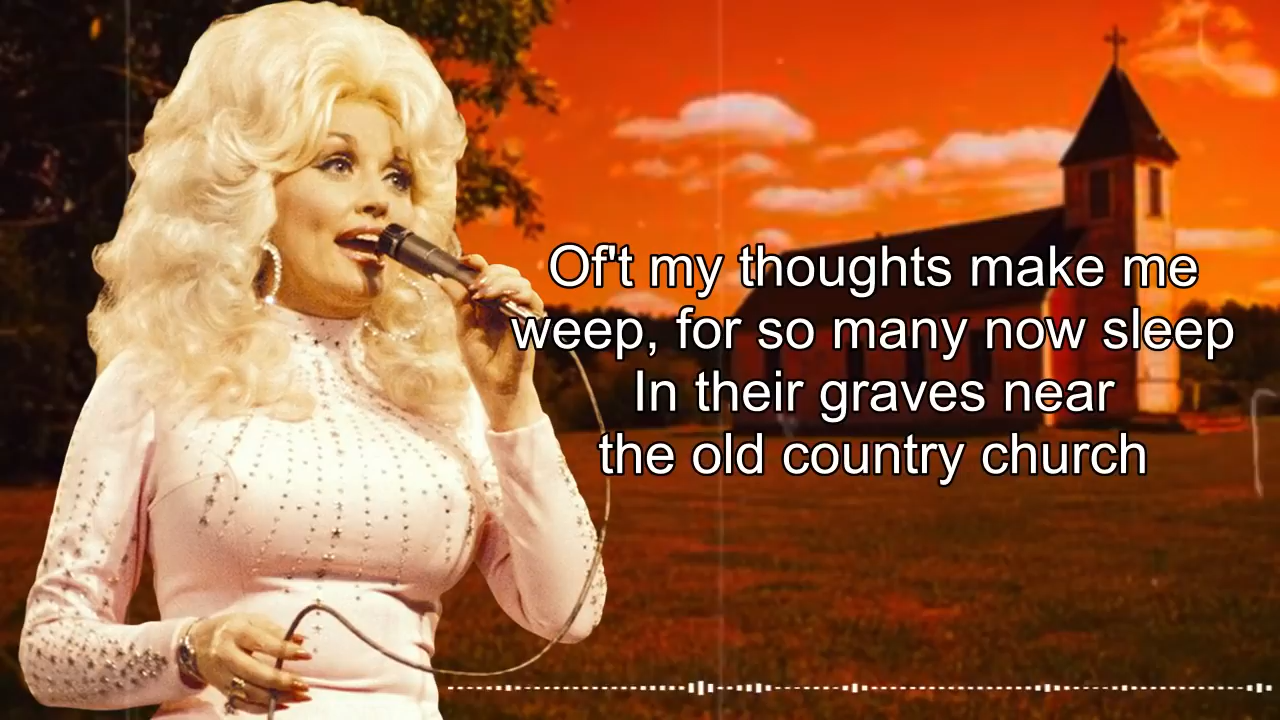 Of't my thoughts make me
weep, for so many now sleep
In their graves near
the old country church